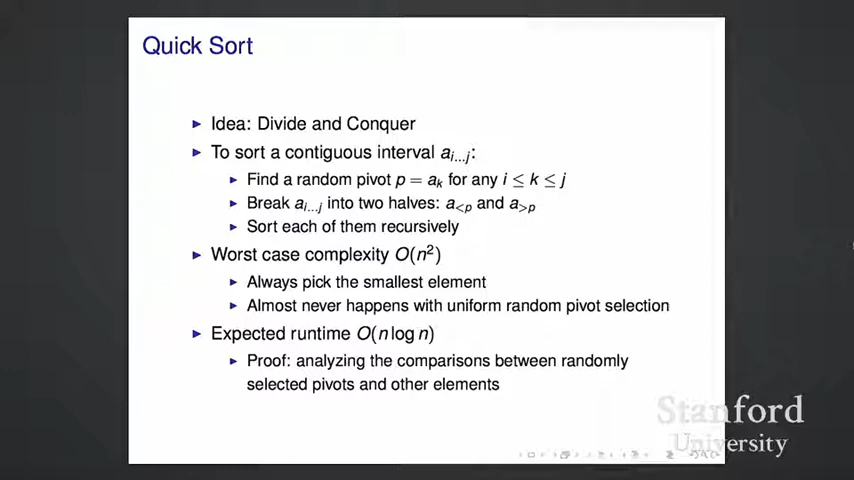 Quick Sort
► Idea: Divide and Conquer
► To sort a contiguous interval a_{i...j}:
► Find a random pivot p = a_k for any i ≤ k ≤ j
► Break a_{i...j} into two halves: a_{<p} and a_{>p}
► Sort each of them recursively
► Worst case complexity O(n²)
► Always pick the smallest element
► Almost never happens with uniform random pivot selection
► Expected runtime O(n log n)
► Proof: analyzing the comparisons between randomly
selected pivots and other elements
Stanford
University